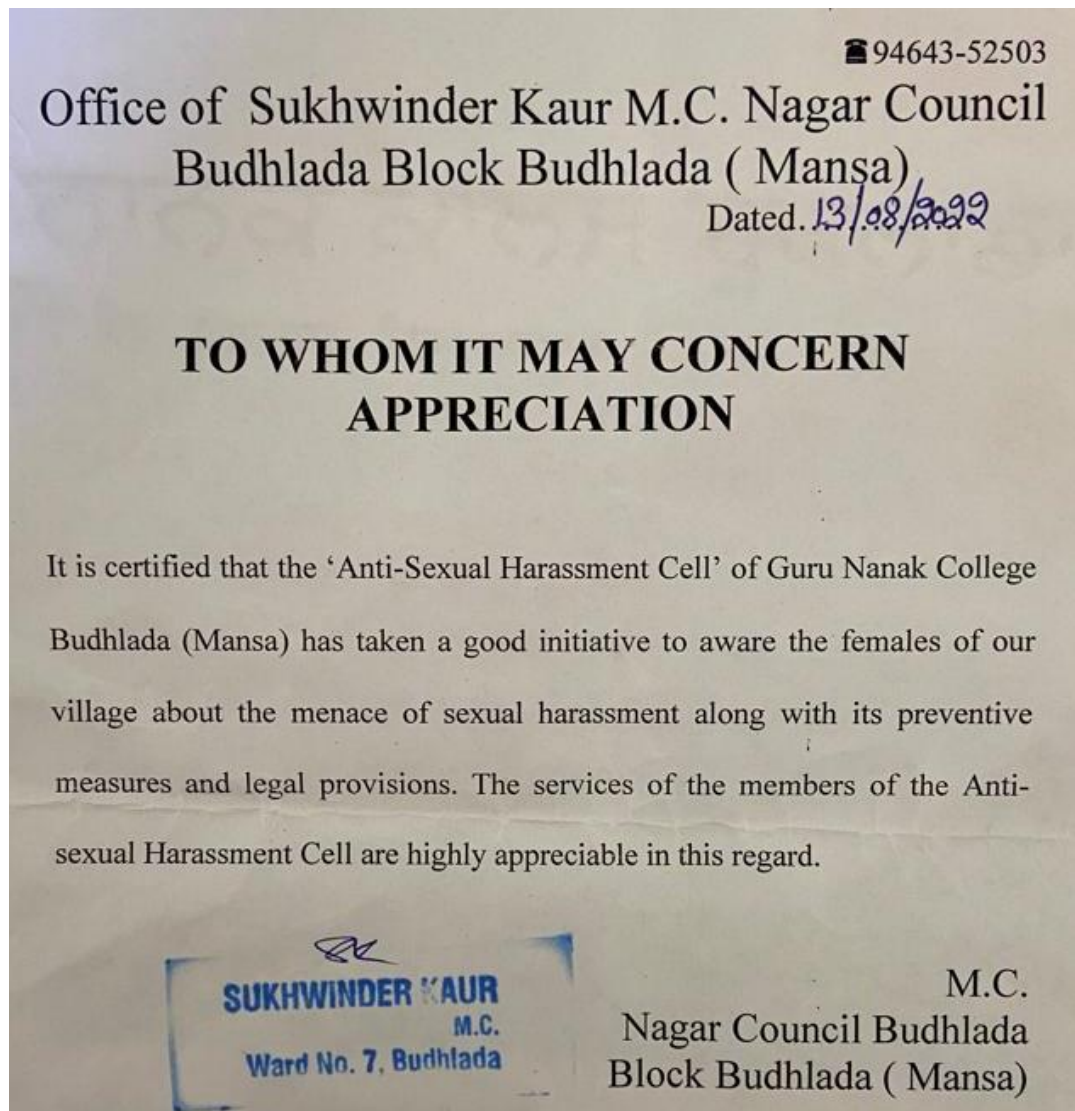 ☎94643-52503
Office of Sukhwinder Kaur M.C. Nagar Council
Budhlada Block Budhlada ( Mansa)
Dated. 13/08/2022
TO WHOM IT MAY CONCERN
APPRECIATION
It is certified that the ‘Anti-Sexual Harassment Cell’ of Guru Nanak College
Budhlada (Mansa) has taken a good initiative to aware the females of our
village about the menace of sexual harassment along with its preventive
measures and legal provisions. The services of the members of the Anti-
sexual Harassment Cell are highly appreciable in this regard.
SUKHWINDER KAUR
M.C.
Ward No. 7, Budhlada
M.C.
Nagar Council Budhlada
Block Budhlada ( Mansa)